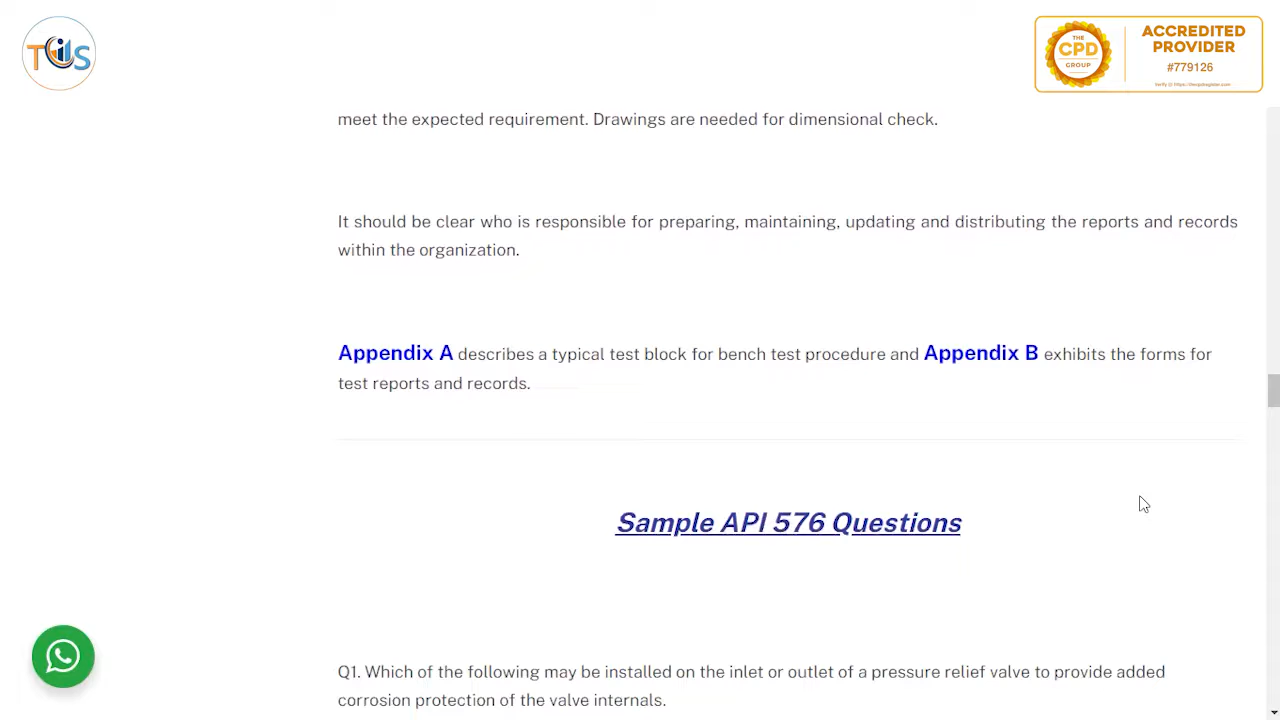 TCIIS
THE
CPD
GROUP
ACCREDITED
PROVIDER
#779126
meet the expected requirement. Drawings are needed for dimensional check.
It should be clear who is responsible for preparing, maintaining, updating and distributing the reports and records
within the organization.
Appendix A describes a typical test block for bench test procedure and Appendix B exhibits the forms for
test reports and records.
Sample API 576 Questions
Q1. Which of the following may be installed on the inlet or outlet of a pressure relief valve to provide added
corrosion protection of the valve internals.